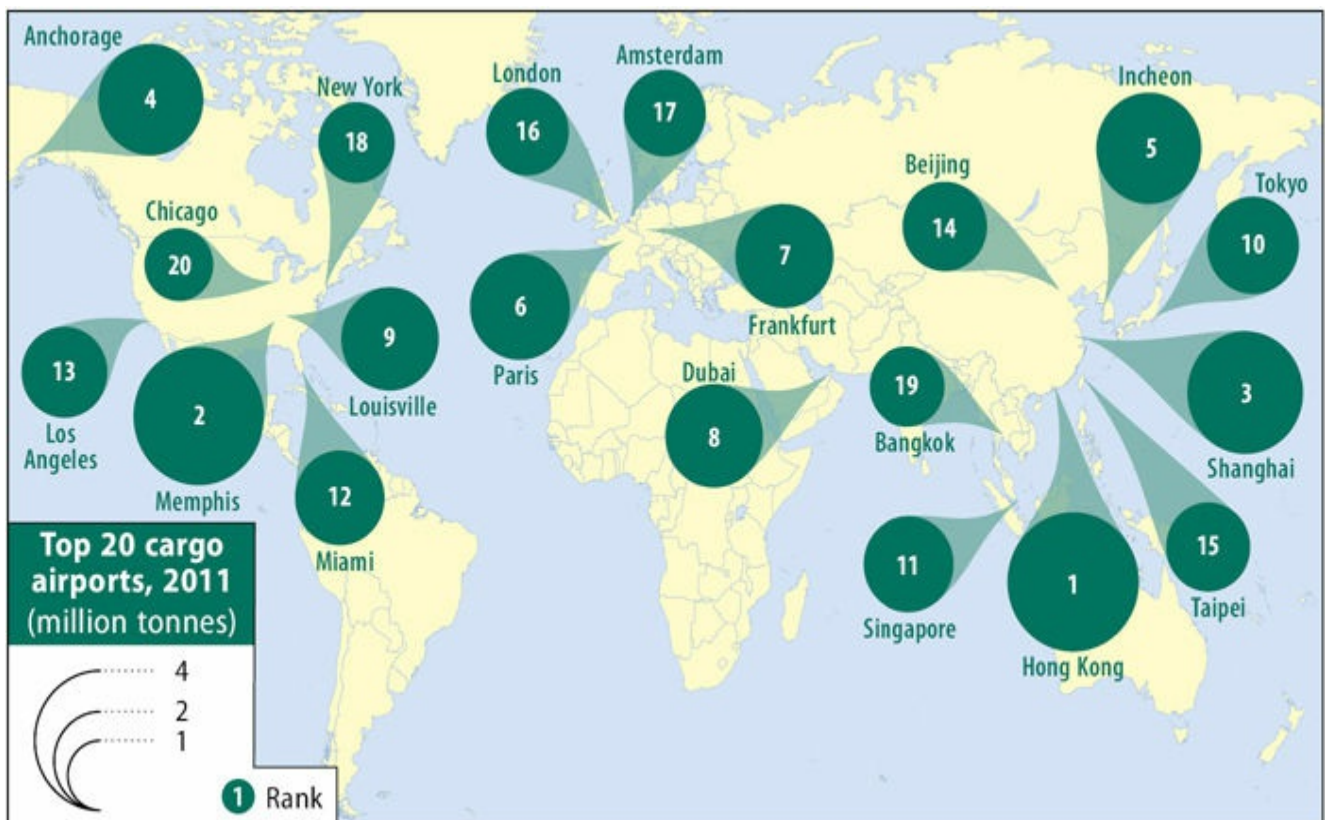 Anchorage
4
New York
18
London
16
Amsterdam
17
Incheon
5
Beijing
14
Tokyo
10
Chicago
20
7
Frankfurt
6
Paris
9
Louisville
13
Los
Angeles
2
Memphis
Dubai
8
19
Bangkok
3
Shanghai
12
Miami
11
Singapore
1
Hong Kong
15
Taipei
Top 20 cargo
airports, 2011
(million tonnes)
4
2
1
1 Rank